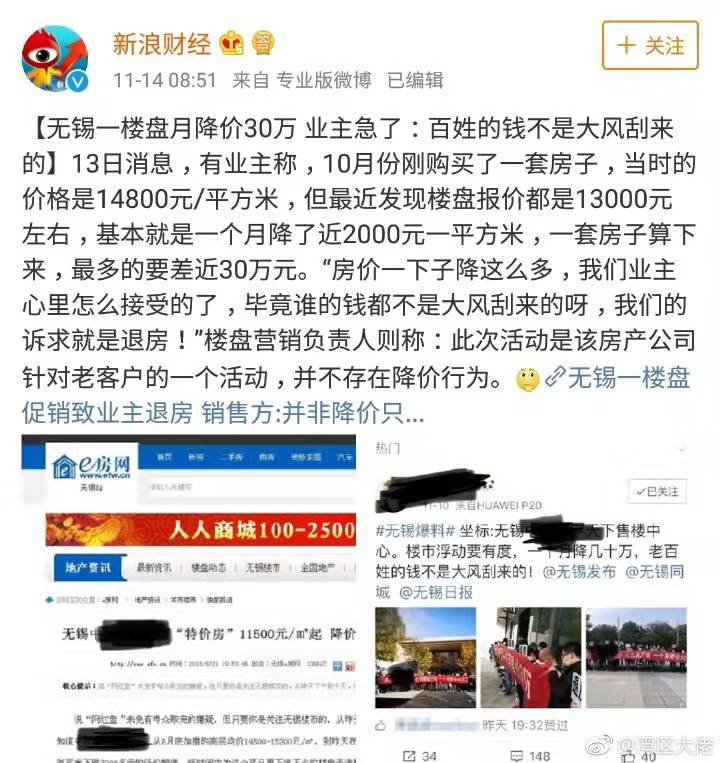 新浪财经
答
11-14 08:51 来自 专业版微博 已编辑
+ 关注
【无锡一楼盘月降价30万 业主急了：百姓的钱不是大风刮来
的】13日消息，有业主称，10月份刚购买了一套房子，当时的
价格是14800元/平方米，但最近发现楼盘报价都是13000元
左右，基本就是一个月降了近2000元一平方米，一套房子算下
来，最多的要差近30万元。“房价一下子降这么多，我们业主
心里怎么接受的了，毕竟谁的钱都不是大风刮来的呀，我们的
诉求就是退房！”楼盘营销负责人则称：此次活动是该房产公司
针对老客户的一个活动，并不存在降价行为。
无锡一楼盘
促销致业主退房 销售方:并非降价只...
e房网
www.efw.cn
无锡站
首页 新房 二手房 租房 装修家居 汽车
人人商城100-2500
地产资讯 最新资讯 楼盘动态 无锡楼市 全国地产
无锡中 “特价房”11500元/㎡起 降价
核心提示：
热门
11-10 来自HUAWEI P20
已关注
#无锡爆料# 坐标:无锡中 天下售楼中
心。楼市浮动要有度，一个月降几十万，老百
姓的钱不是大风刮来的！@无锡发布 @无锡同
城 @无锡日报
昨天 19:32赞过
34 148 40
@湾区大佬